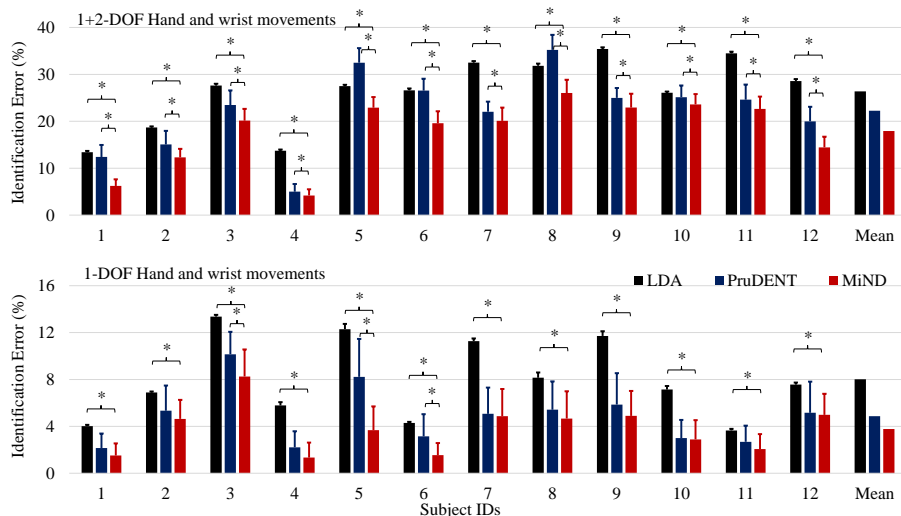 1+2-DOF Hand and wrist movements
Identification Error (%)
50
40
30
20
10
0
* * * * * * * * * * * *
* * * * * * * * * * * *
1 2 3 4 5 6 7 8 9 10 11 12 Mean
1-DOF Hand and wrist movements
LDA PruDENT MiND
Identification Error (%)
16
12
8
4
0
* * * * * * * * * * * *
* * *
1 2 3 4 5 6 7 8 9 10 11 12 Mean
Subject IDs